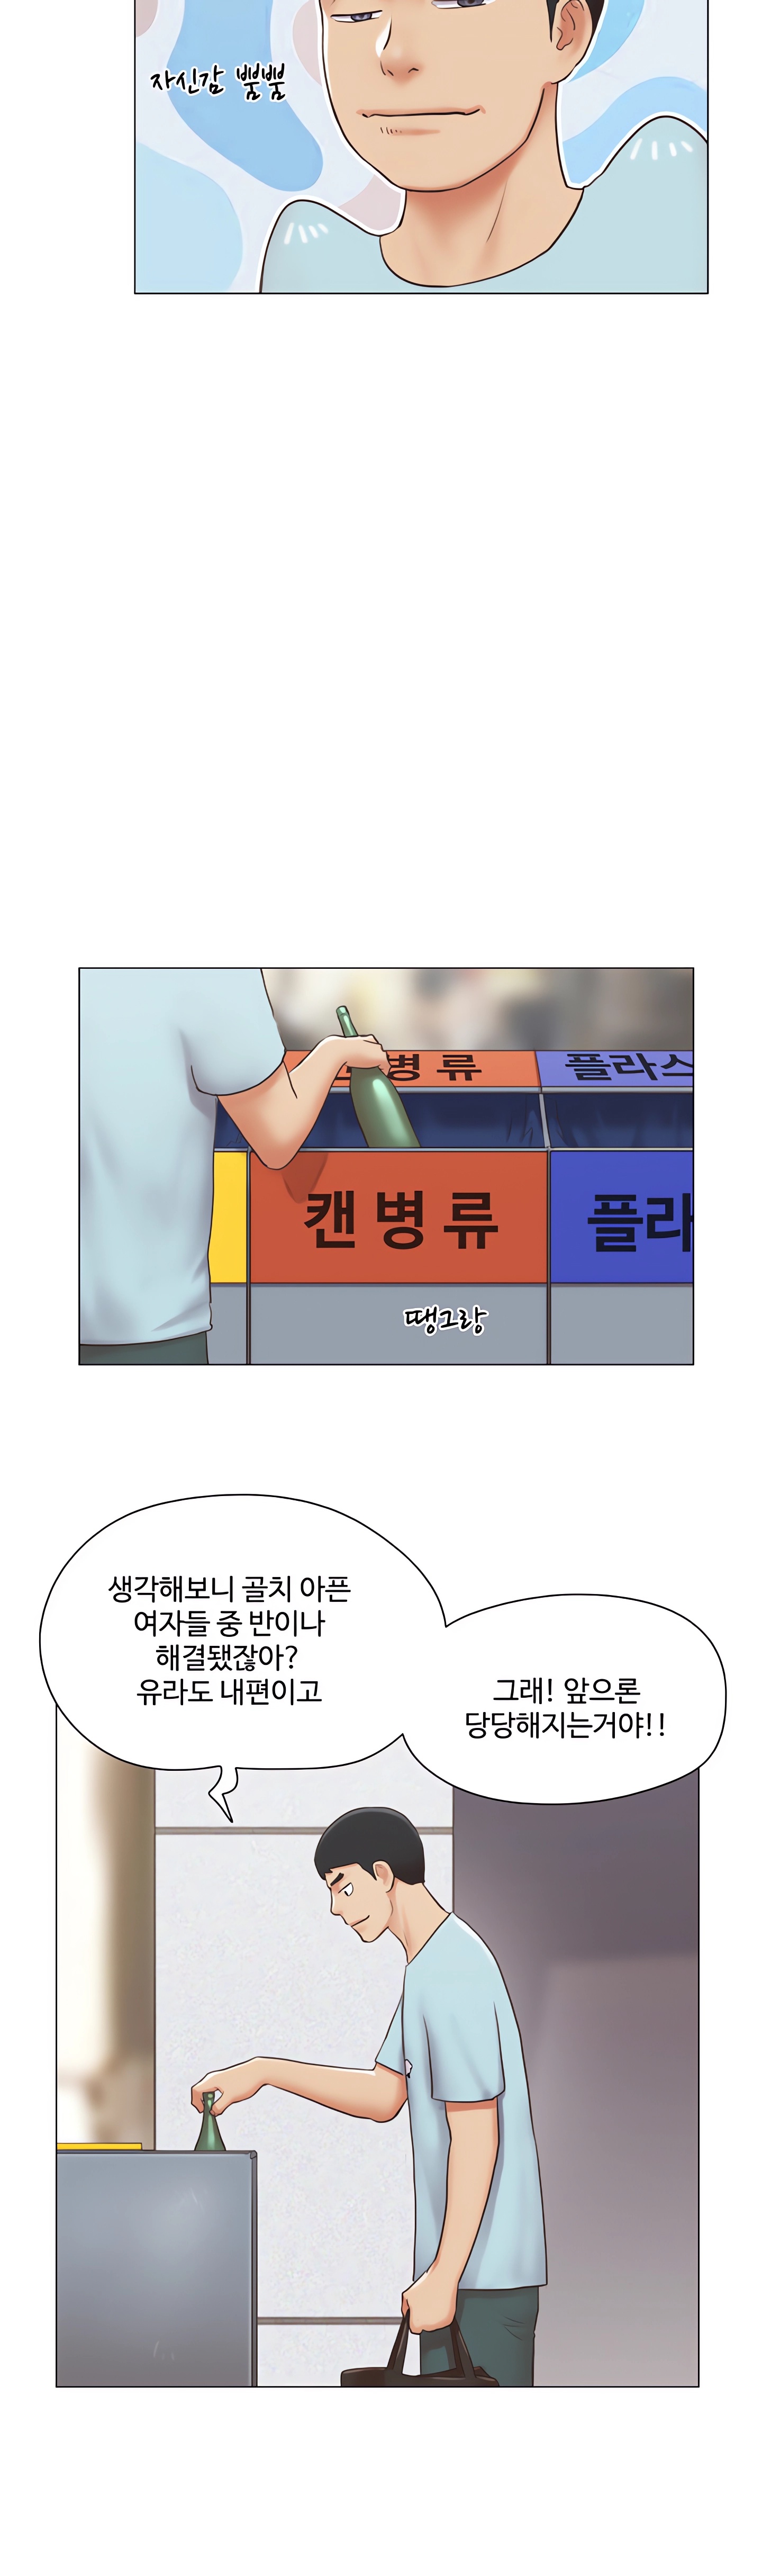 자신감 뿜뿜
병류
플라스
캔병류
플라
땡그랑
생각해보니 골치 아픈
여자들 중 반이나
해결됐잖아?
유라도 내편이고
그래! 앞으론
당당해지는거야!!